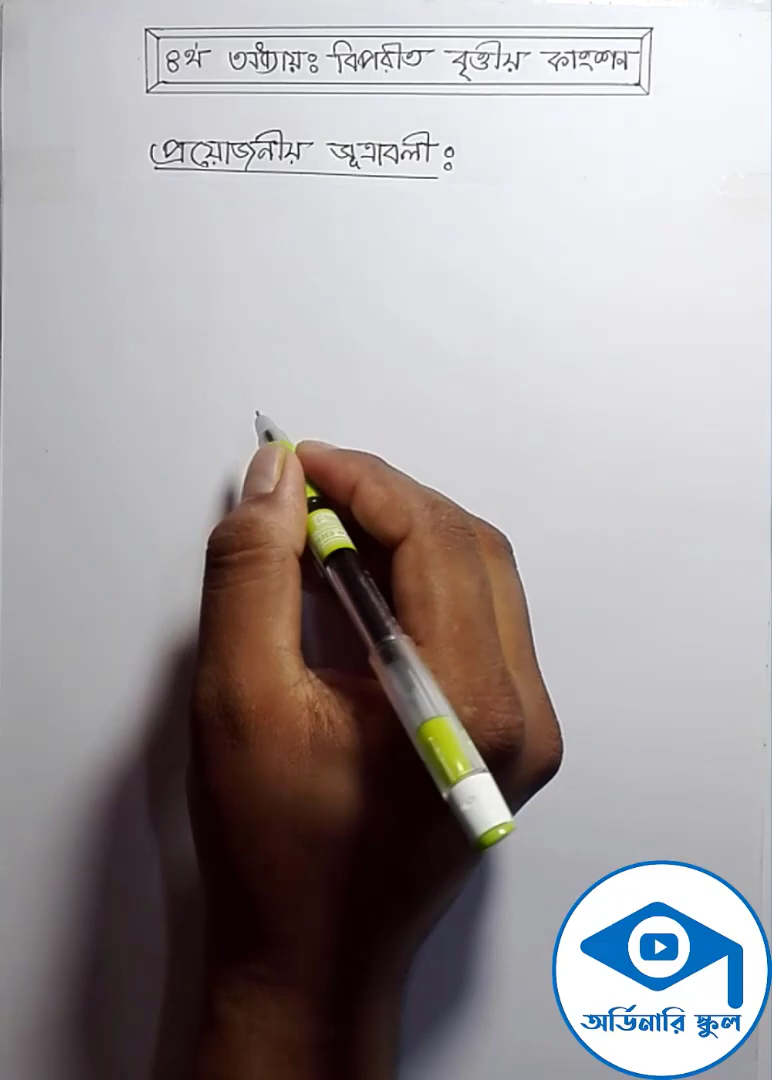 ৪র্থ অধ্যায়ঃ বিপরীত বৃত্তীয় ফাংশন
প্রয়োজনীয় সূত্রাবলী :
অর্ডিনারি স্কুল